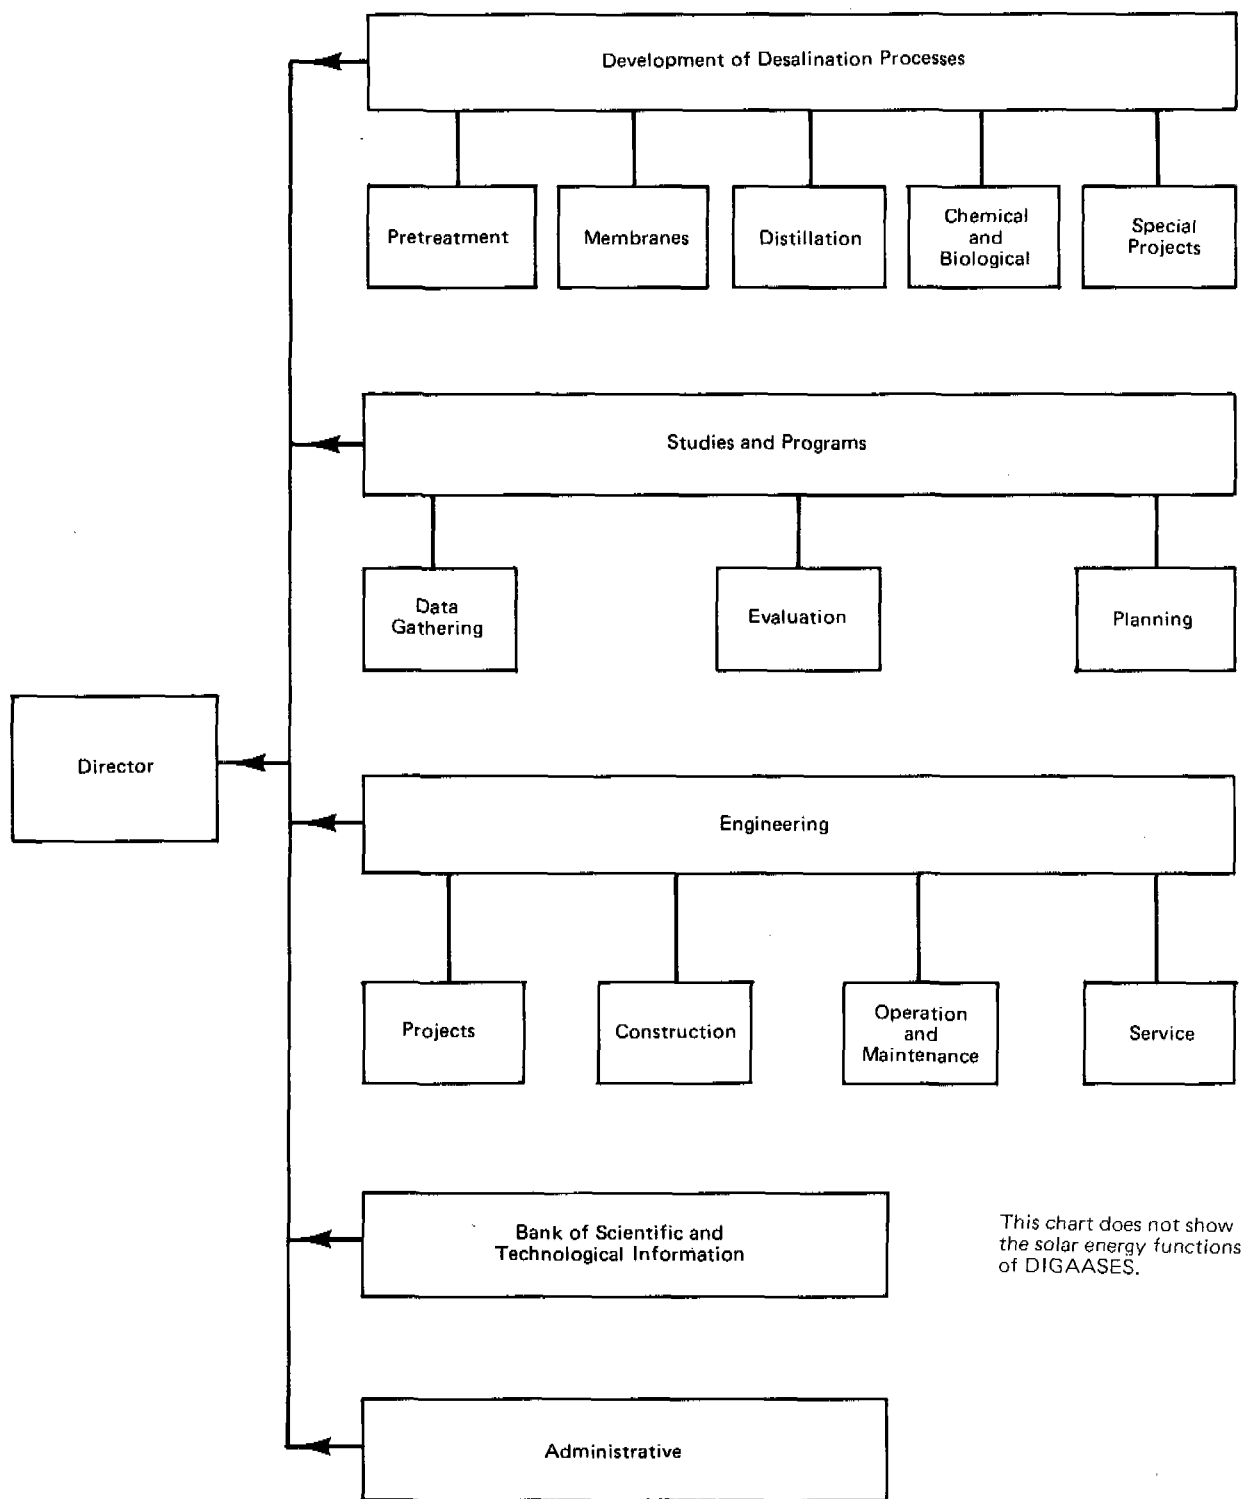 Development of Desalination Processes
Pretreatment
Membranes
Distillation
Chemical
and
Biological
Special
Projects
Studies and Programs
Data
Gathering
Evaluation
Planning
Director
Engineering
Projects
Construction
Operation
and
Maintenance
Service
Bank of Scientific and
Technological Information
This chart does not show
the solar energy functions
of DIGAASES.
Administrative